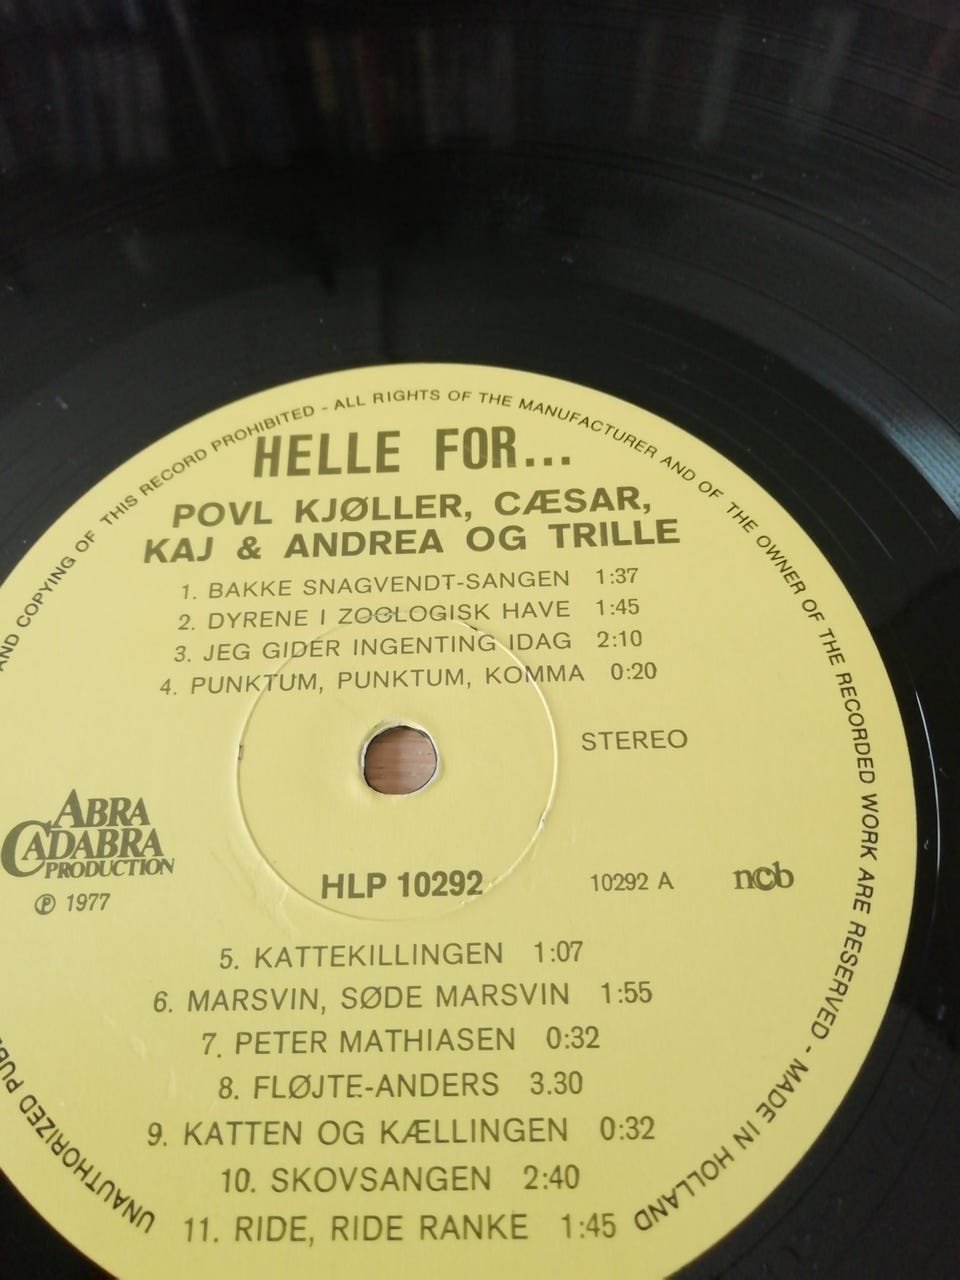 UNAUTHORIZED PUB
AND COPYING OF THIS RECORD PROHIBITED - ALL RIGHTS OF THE MANUFACTURER AND OF THE OWNER OF THE RECORDED WORK ARE RESERVED - MADE IN HOLLAND
HELLE FOR...
POVL KJØLLER, CÆSAR,
KAJ & ANDREA OG TRILLE
1. BAKKE SNAGVENDT-SANGEN 1:37
2. DYRENE I ZOOLOGISK HAVE 1:45
3. JEG GIDER INGENTING IDAG 2:10
4. PUNKTUM, PUNKTUM, KOMMA 0:20
STEREO
ABRA
CADABRA
PRODUCTION
Ⓟ 1977
HLP 10292
10292 A
ncb
5. KATTEKILLINGEN 1:07
6. MARSVIN, SØDE MARSVIN 1:55
7. PETER MATHIASEN 0:32
8. FLØJTE-ANDERS 3.30
9. KATTEN OG KÆLLINGEN 0:32
10. SKOVSANGEN 2:40
11. RIDE, RIDE RANKE 1:45